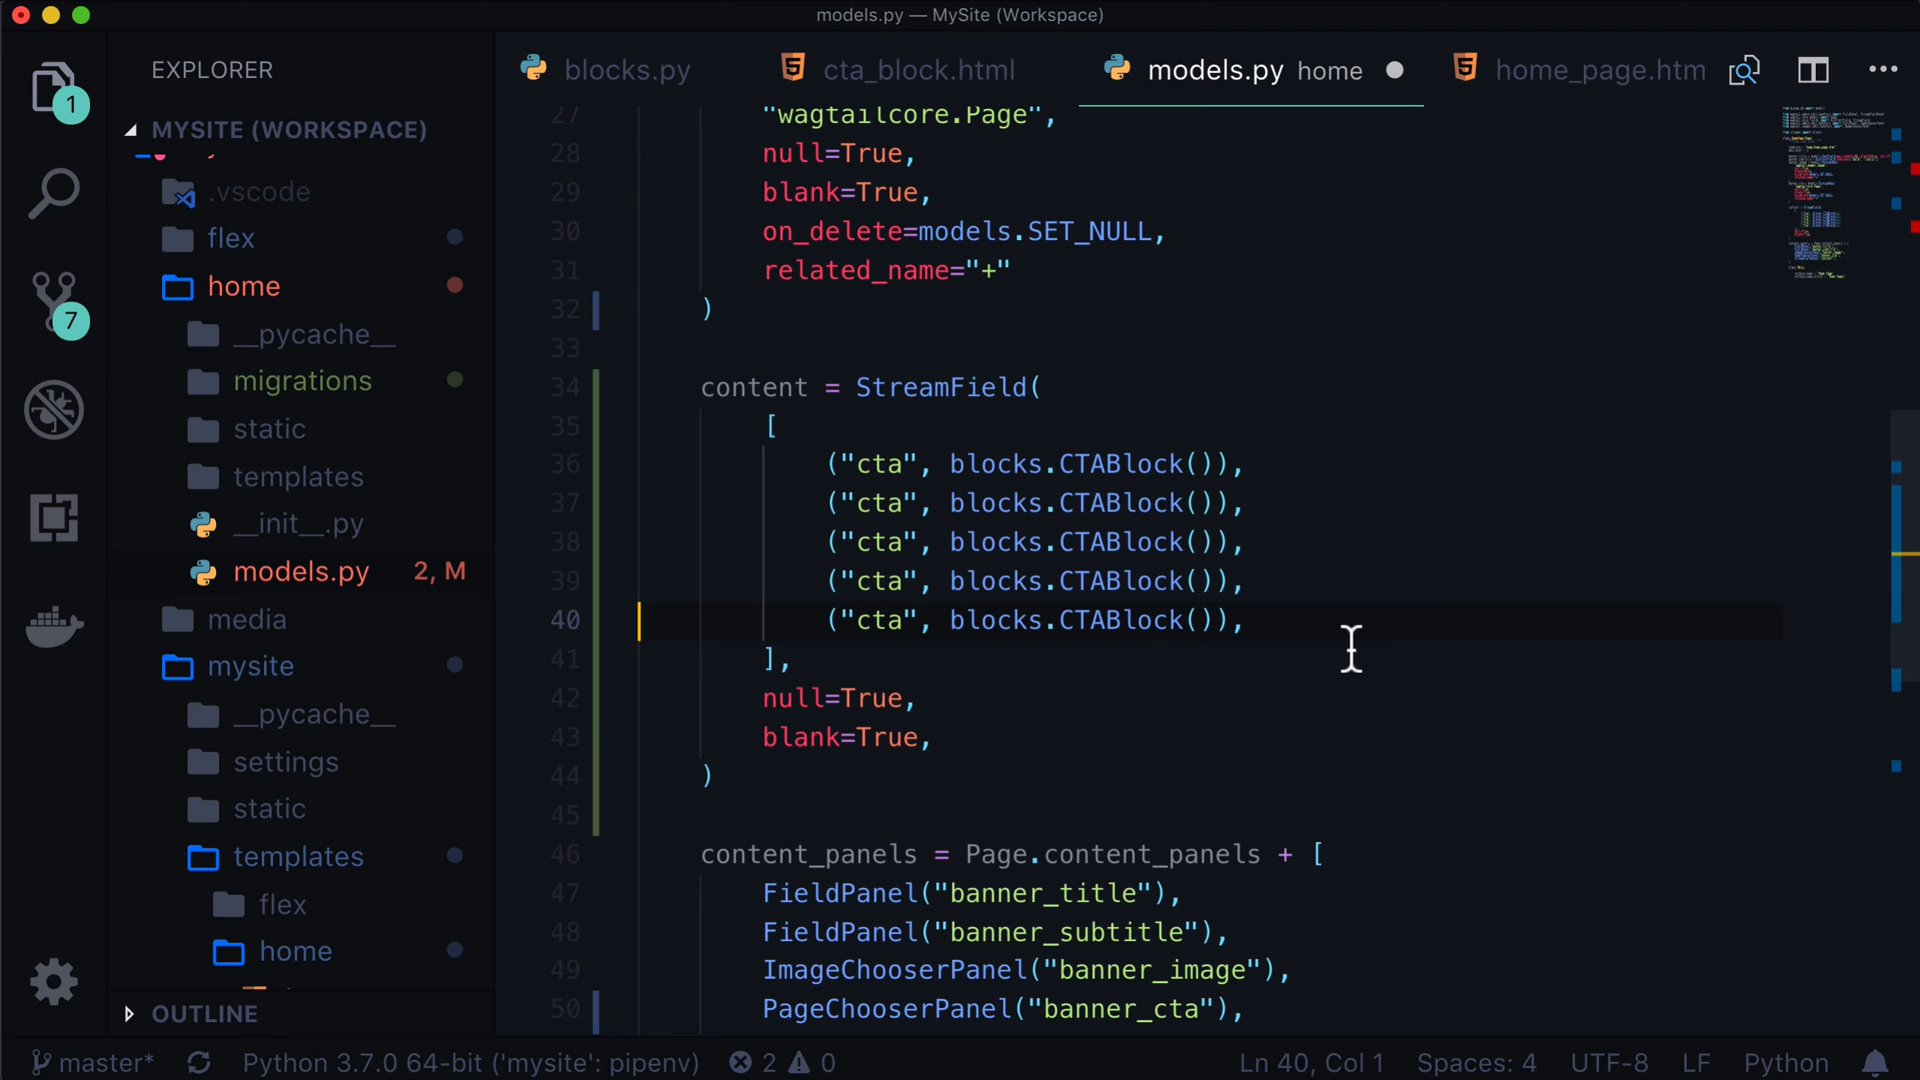 models.py — MySite (Workspace)
EXPLORER
1
MYSITE (WORKSPACE)
.vscode
flex
home
__pycache__
migrations
static
templates
__init__.py
models.py 2, M
media
mysite
__pycache__
settings
static
templates
flex
home
OUTLINE
7
blocks.py
cta_block.html
models.py home
home_page.htm
27 "wagtailcore.Page",
28 null=True,
29 blank=True,
30 on_delete=models.SET_NULL,
31 related_name="+"
32 )
33
34 content = StreamField(
35 [
36 ("cta", blocks.CTABlock()),
37 ("cta", blocks.CTABlock()),
38 ("cta", blocks.CTABlock()),
39 ("cta", blocks.CTABlock()),
40 ("cta", blocks.CTABlock()),
41 ],
42 null=True,
43 blank=True,
44 )
45
46 content_panels = Page.content_panels + [
47 FieldPanel("banner_title"),
48 FieldPanel("banner_subtitle"),
49 ImageChooserPanel("banner_image"),
50 PageChooserPanel("banner_cta"),
master* Python 3.7.0 64-bit ('mysite': pipenv) 2 0 Ln 40, Col 1 Spaces: 4 UTF-8 LF Python